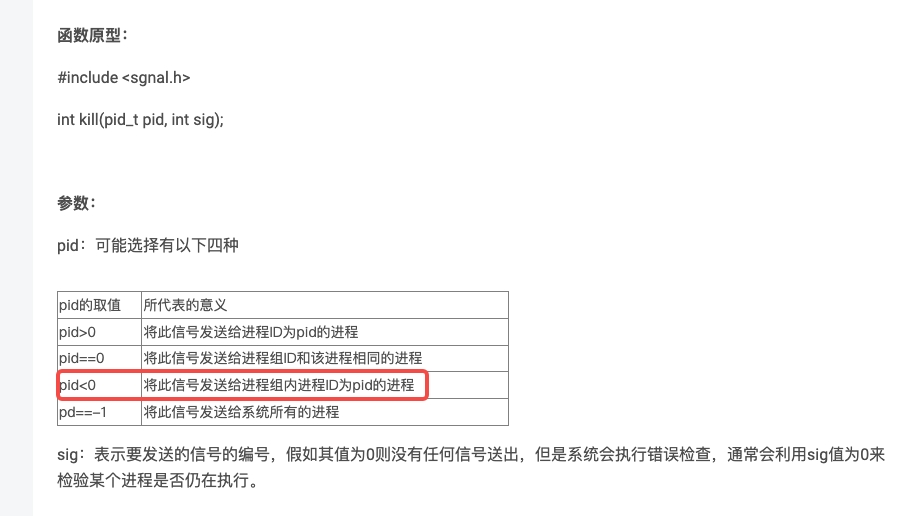 函数原型：
#include <sgnal.h>
int kill(pid_t pid, int sig);
参数：
pid：可能选择有以下四种
pid的取值 所代表的意义
pid>0 将此信号发送给进程ID为pid的进程
pid==0 将此信号发送给进程组ID和该进程相同的进程
pid<0 将此信号发送给进程组内进程ID为pid的进程
pd==–1 将此信号发送给系统所有的进程
sig：表示要发送的信号的编号，假如其值为0则没有任何信号送出，但是系统会执行错误检查，通常会利用sig值为0来
检验某个进程是否仍在执行。